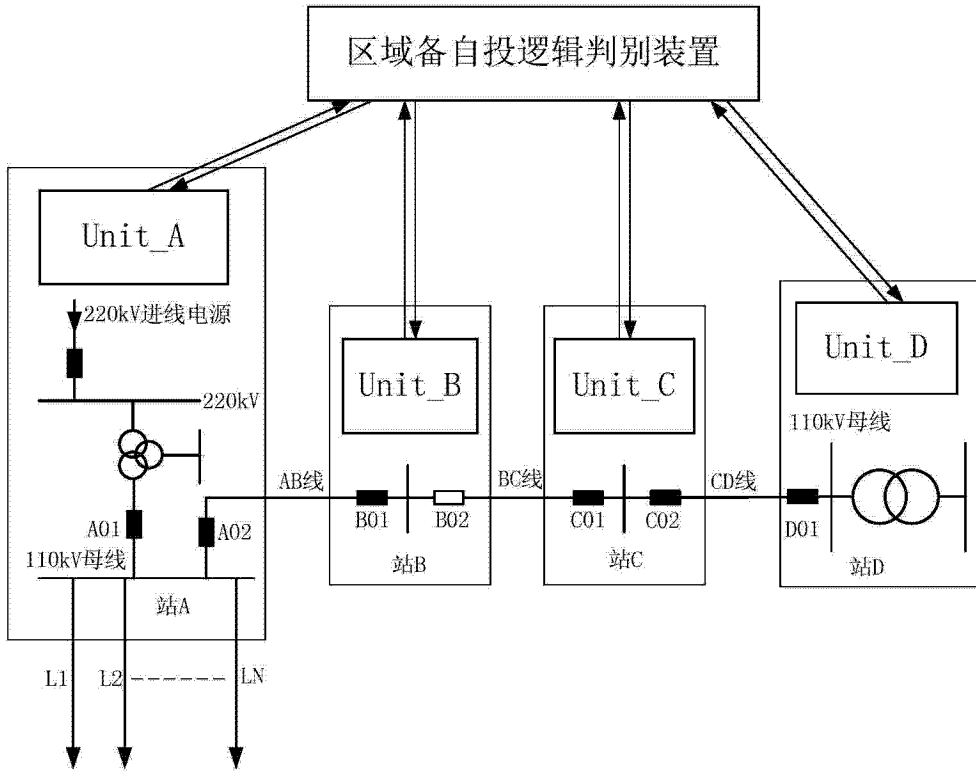 区域备自投逻辑判别装置
Unit_A
220kV进线电源
220kV
A01
A02
110kV母线
站A
L1
L2
LN
AB线
Unit_B
B01
B02
站B
BC线
Unit_C
C01
C02
站C
CD线
Unit_D
110kV母线
D01
站D